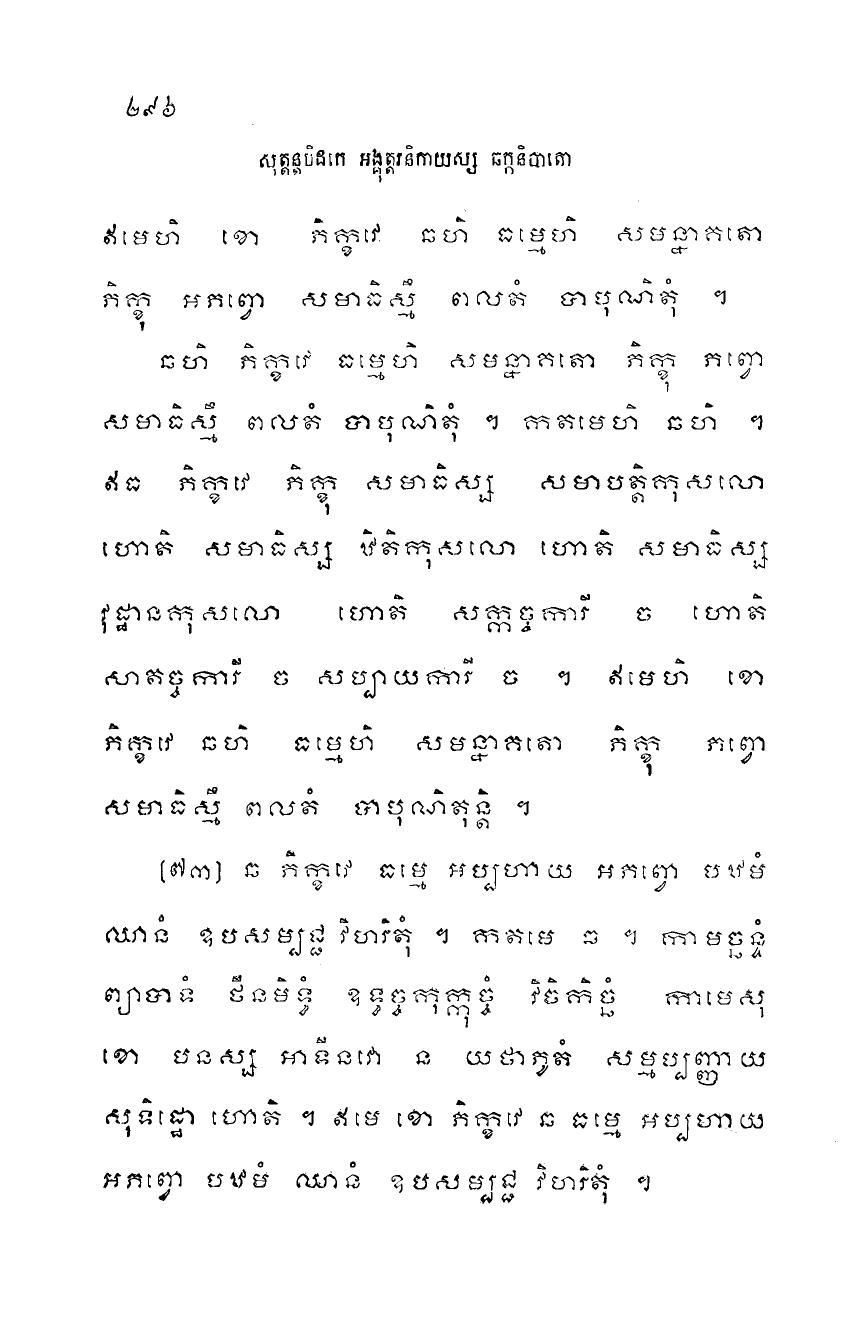 ២៩៦
សុត្តន្តបិដកេ អង្គុត្តរនិកាយស្ស ឆក្កនិបាតោ
ឥមេហិ ខោ ភិក្ខវេ ឆហិ ធម្មេហិ សមន្នាគតោ
ភិក្ខុ អភព្វោ សមាធិស្មឹ ពលតំ បាបុណិតុំ ។
ឆហិ ភិក្ខវេ ធម្មេហិ សមន្នាគតោ ភិក្ខុ ភព្វោ
សមាធិស្មឹ ពលតំ បាបុណិតុំ ។ កតមេហិ ឆហិ ។
ឥធ ភិក្ខវេ ភិក្ខុ សមាធិស្ស សមាបត្តិកុសលោ
ហោតិ សមាធិស្ស ឋិតិកុសលោ ហោតិ សមាធិស្ស
វុដ្ឋានកុសលោ ហោតិ សក្កច្ចការី ច ហោតិ
សាតច្ចការី ច សប្បាយការី ច ។ ឥមេហិ ខោ
ភិក្ខវេ ឆហិ ធម្មេហិ សមន្នាគតោ ភិក្ខុ ភព្វោ
សមាធិស្មឹ ពលតំ បាបុណិតុន្តិ ។
[៧៣] ឆ ភិក្ខវេ ធម្មេ អប្បហាយ អភព្វោ បឋមំ
ឈានំ ឧបសម្បជ្ជ វិហរិតុំ ។ កតមេ ឆ ។ កាមច្ឆន្ទំ
ព្យាបាទំ ថីនមិទ្ធំ ឧទ្ធច្ចកុក្កុច្ចំ វិចិកិច្ឆំ កាមេសុ
ខោ បនស្ស អាទីនវោ ន យថាភូតំ សម្មប្បញ្ញាយ
សុទិដ្ឋោ ហោតិ ។ ឥមេ ខោ ភិក្ខវេ ឆ ធម្មេ អប្បហាយ
អភព្វោ បឋមំ ឈានំ ឧបសម្បជ្ជ វិហរិតុំ ។